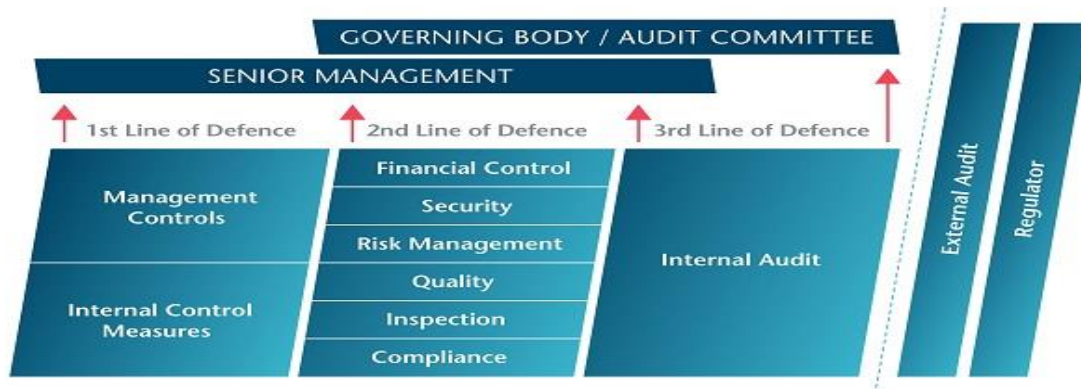 GOVERNING BODY / AUDIT COMMITTEE
SENIOR MANAGEMENT
1st Line of Defence
2nd Line of Defence
3rd Line of Defence
Management
Controls
Internal Control
Measures
Financial Control
Security
Risk Management
Quality
Inspection
Compliance
Internal Audit
External Audit
Regulator